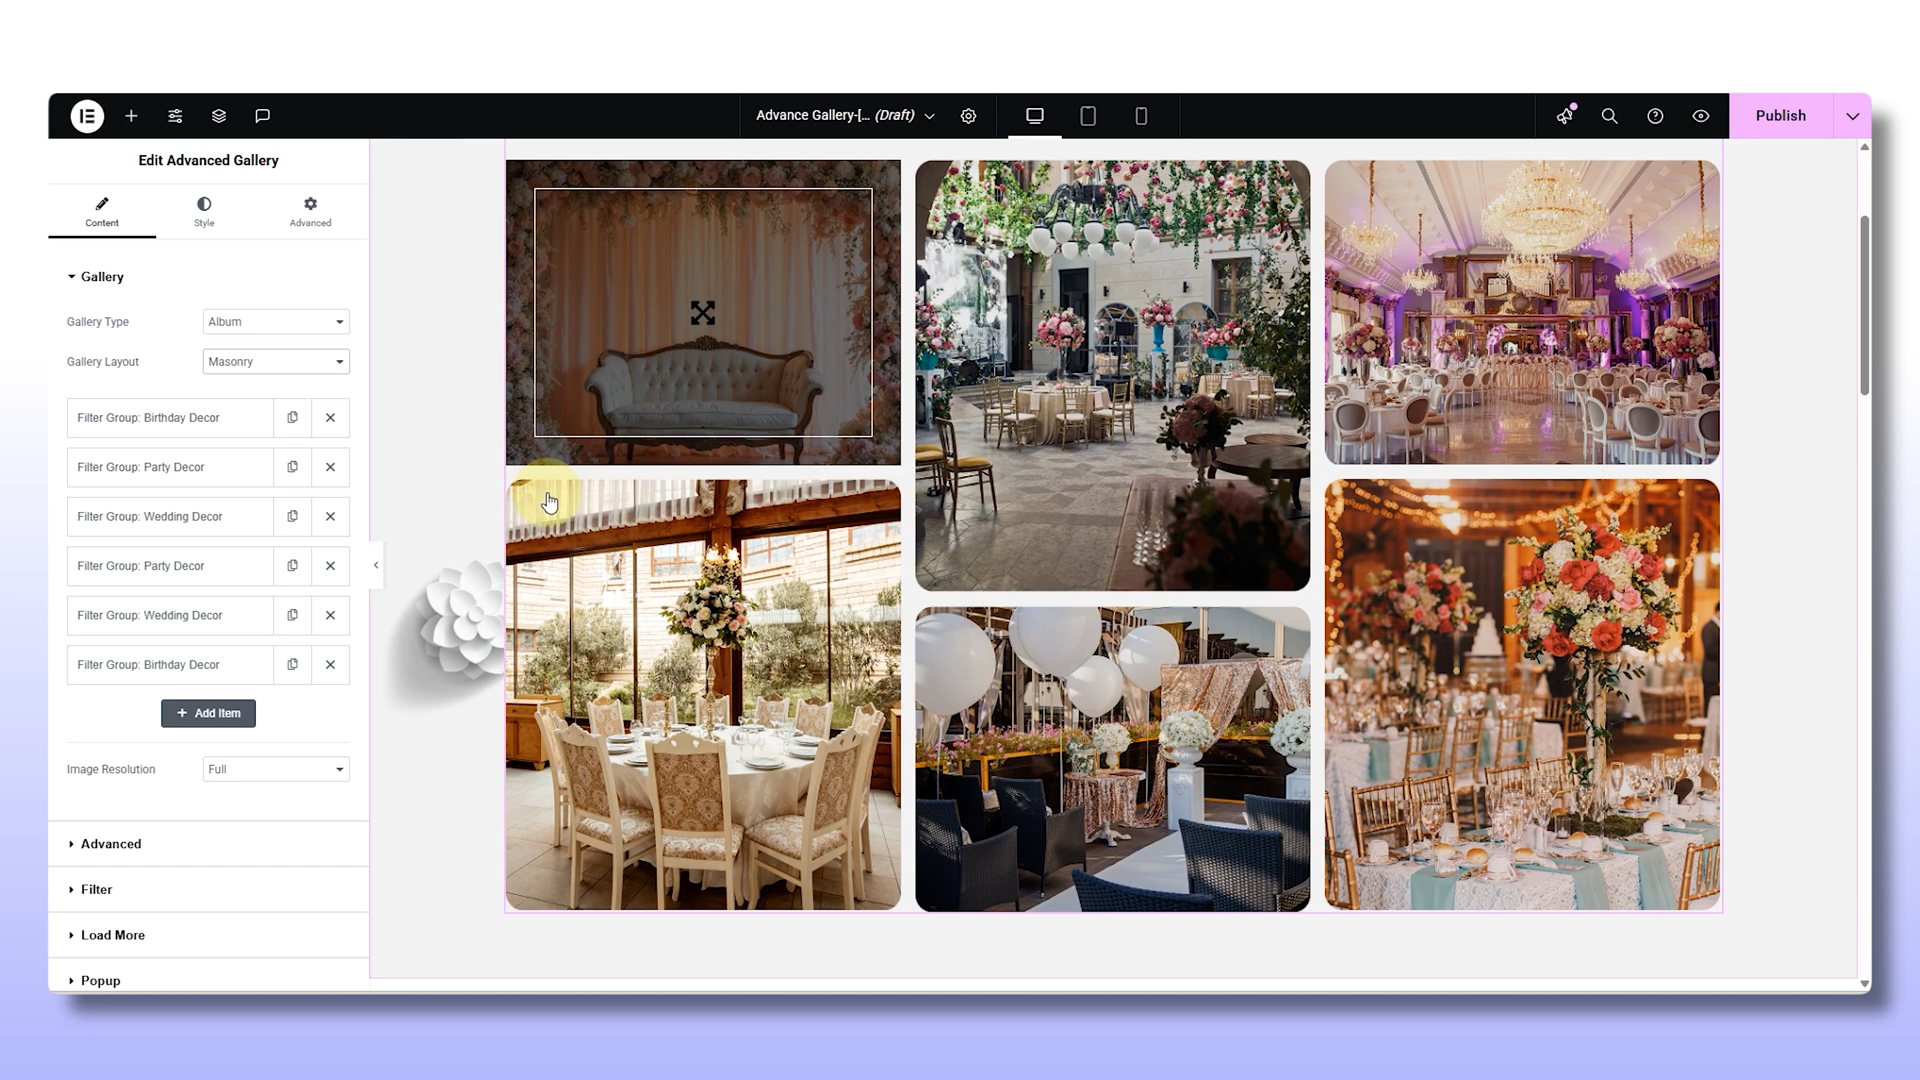 Advance Gallery-[... (Draft)
Publish
Edit Advanced Gallery
Content
Style
Advanced
Gallery
Gallery Type
Album
Gallery Layout
Masonry
Filter Group: Birthday Decor
Filter Group: Party Decor
Filter Group: Wedding Decor
Filter Group: Party Decor
Filter Group: Wedding Decor
Filter Group: Birthday Decor
+ Add Item
Image Resolution
Full
Advanced
Filter
Load More
Popup